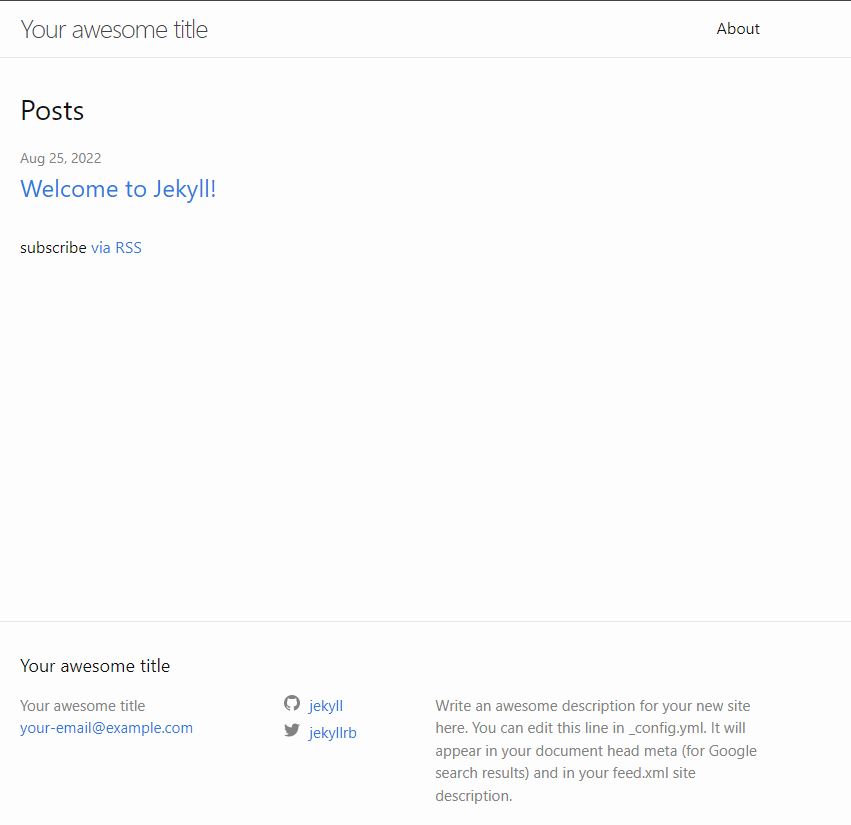 Your awesome title
About
Posts
Aug 25, 2022
Welcome to Jekyll!
subscribe via RSS
Your awesome title
Your awesome title
your-email@example.com
jekyll
jekyllrb
Write an awesome description for your new site
here. You can edit this line in _config.yml. It will
appear in your document head meta (for Google
search results) and in your feed.xml site
description.